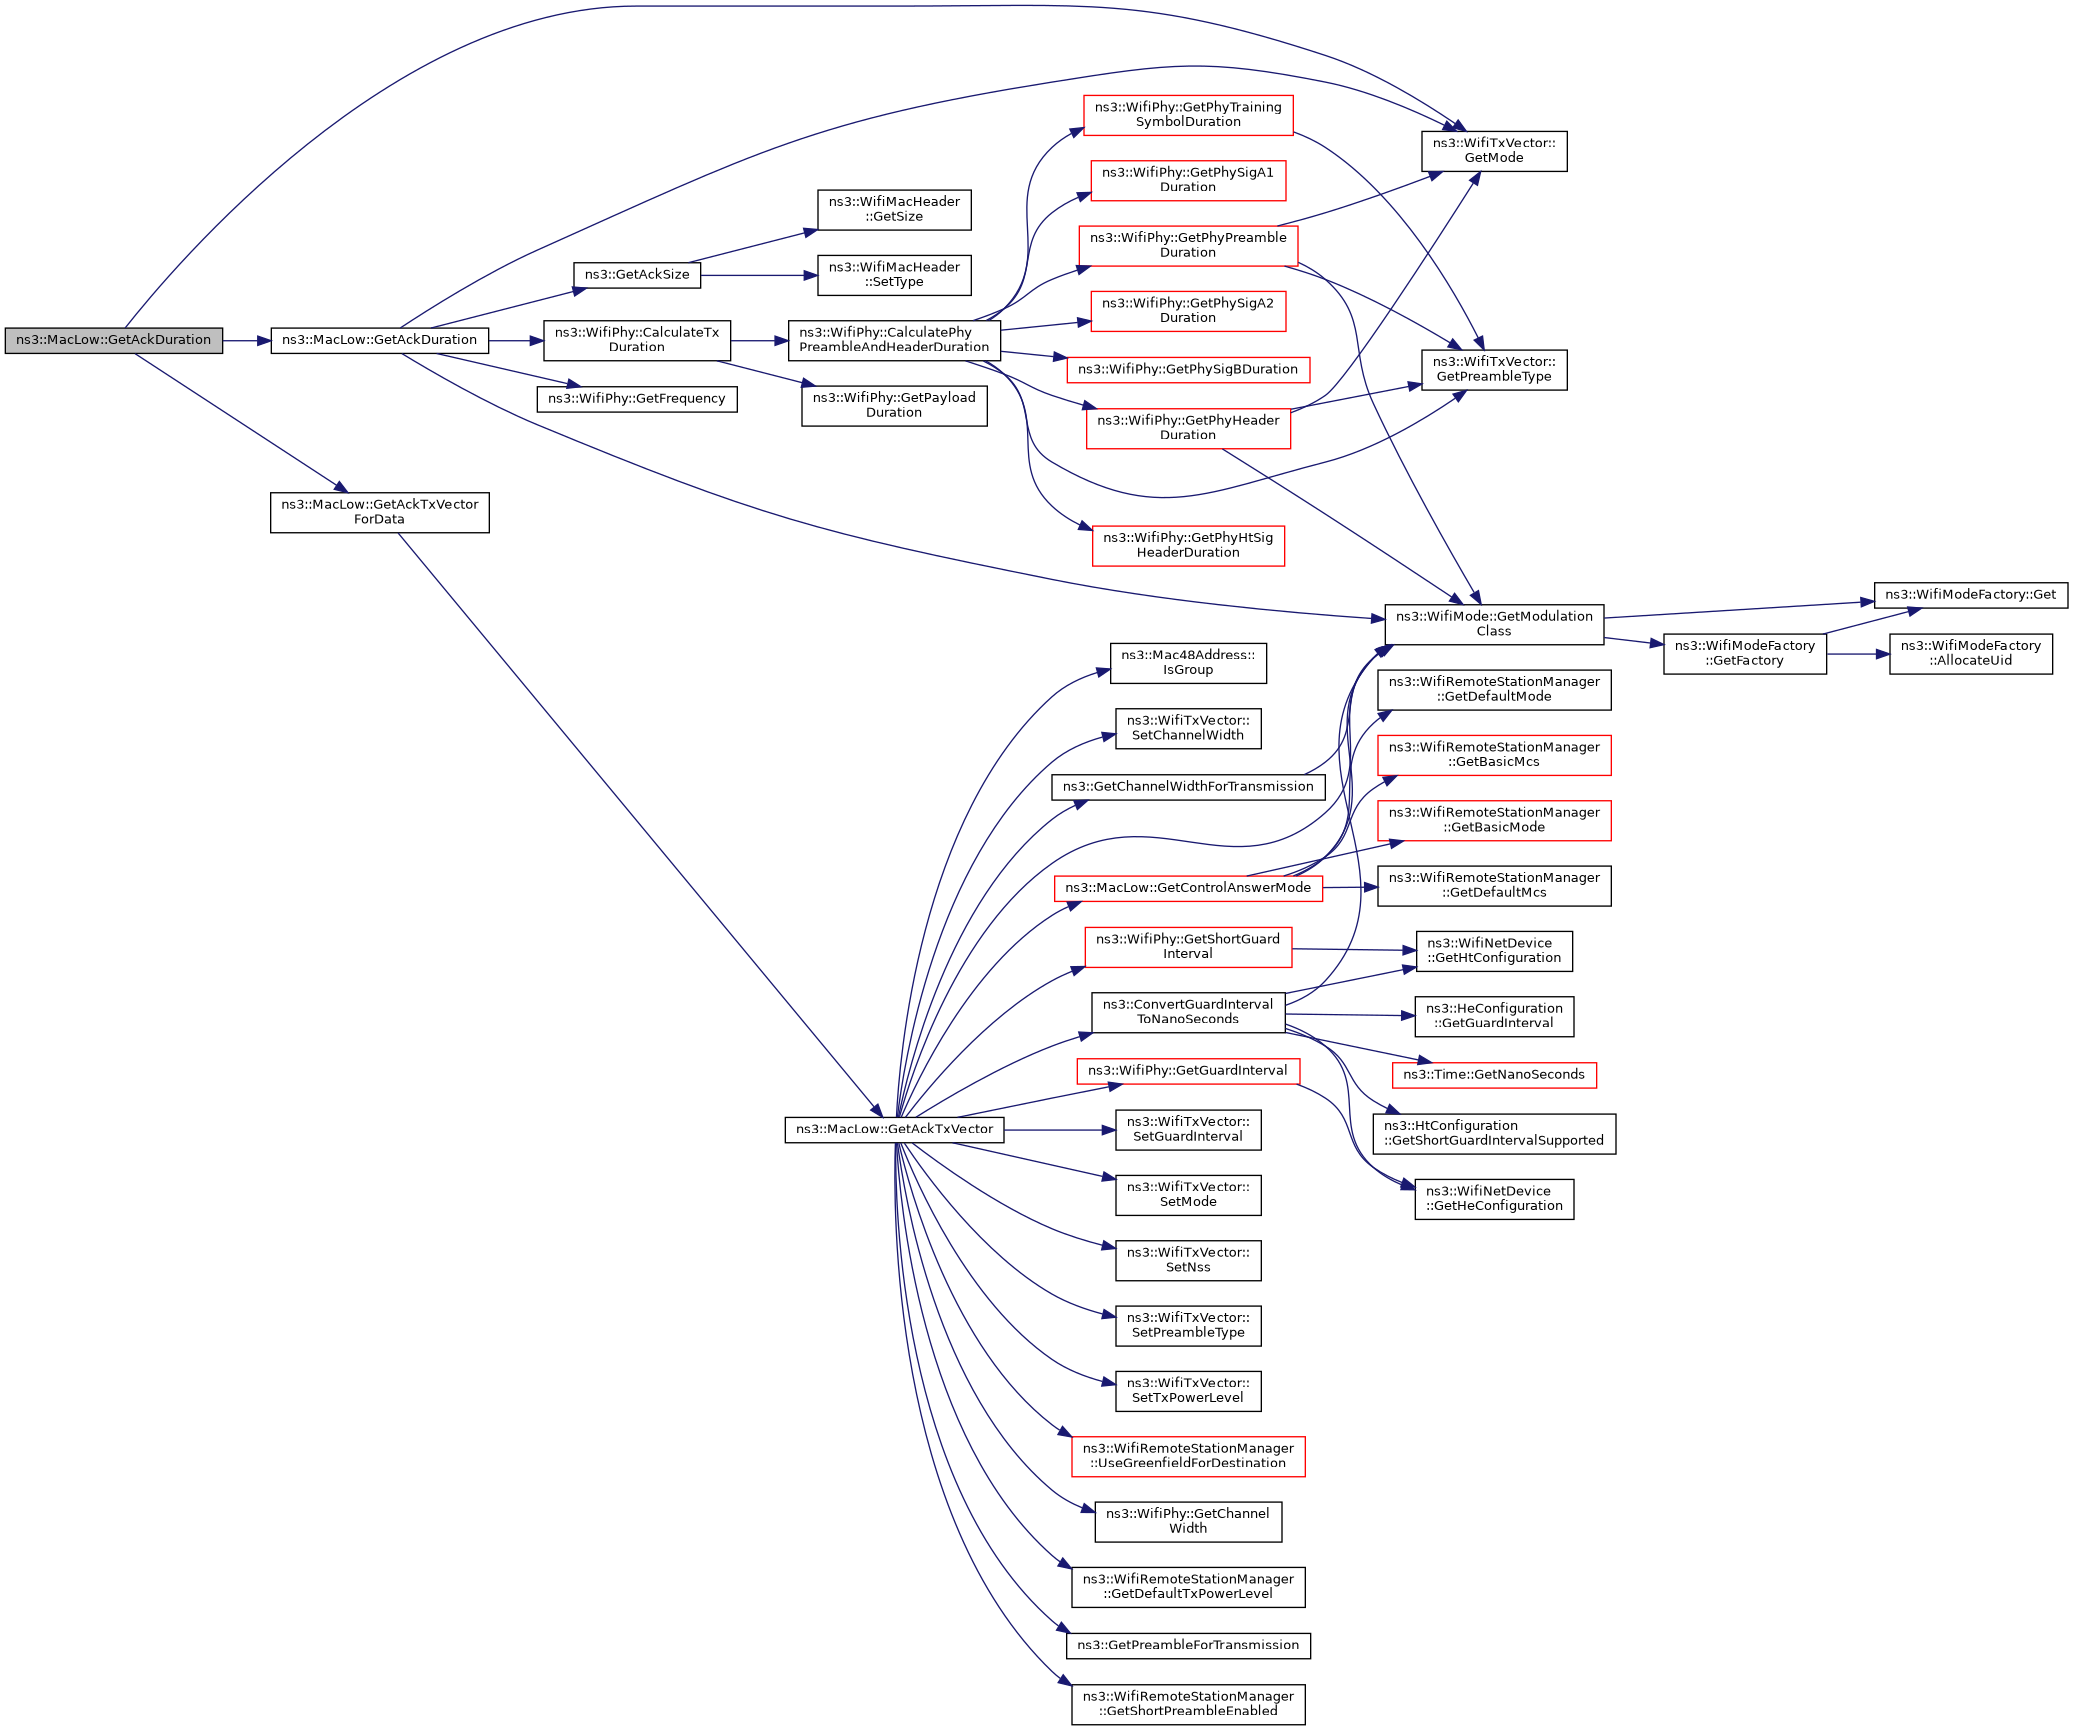 ns3::MacLow::GetAckDuration
ns3::MacLow::GetAckDuration
ns3::MacLow::GetAckTxVector
ForData
ns3::GetAckSize
ns3::WifiPhy::CalculateTx
Duration
ns3::WifiPhy::GetFrequency
ns3::WifiMacHeader
::GetSize
ns3::WifiMacHeader
::SetType
ns3::WifiPhy::CalculatePhy
PreambleAndHeaderDuration
ns3::WifiPhy::GetPayload
Duration
ns3::MacLow::GetAckTxVector
ns3::WifiPhy::GetPhyTraining
SymbolDuration
ns3::WifiPhy::GetPhySigA1
Duration
ns3::WifiPhy::GetPhyPreamble
Duration
ns3::WifiPhy::GetPhySigA2
Duration
ns3::WifiPhy::GetPhySigBDuration
ns3::WifiPhy::GetPhyHeader
Duration
ns3::WifiPhy::GetPhyHtSig
HeaderDuration
ns3::Mac48Address::
IsGroup
ns3::WifiTxVector::
SetChannelWidth
ns3::GetChannelWidthForTransmission
ns3::MacLow::GetControlAnswerMode
ns3::WifiPhy::GetShortGuard
Interval
ns3::ConvertGuardInterval
ToNanoSeconds
ns3::WifiPhy::GetGuardInterval
ns3::WifiTxVector::
SetGuardInterval
ns3::WifiTxVector::
SetMode
ns3::WifiTxVector::
SetNss
ns3::WifiTxVector::
SetPreambleType
ns3::WifiTxVector::
SetTxPowerLevel
ns3::WifiRemoteStationManager
::UseGreenfieldForDestination
ns3::WifiPhy::GetChannel
Width
ns3::WifiRemoteStationManager
::GetDefaultTxPowerLevel
ns3::GetPreambleForTransmission
ns3::WifiRemoteStationManager
::GetShortPreambleEnabled
ns3::WifiTxVector::
GetMode
ns3::WifiTxVector::
GetPreambleType
ns3::WifiMode::GetModulation
Class
ns3::WifiRemoteStationManager
::GetDefaultMode
ns3::WifiRemoteStationManager
::GetBasicMcs
ns3::WifiRemoteStationManager
::GetBasicMode
ns3::WifiRemoteStationManager
::GetDefaultMcs
ns3::WifiNetDevice
::GetHtConfiguration
ns3::HeConfiguration
::GetGuardInterval
ns3::Time::GetNanoSeconds
ns3::HtConfiguration
::GetShortGuardIntervalSupported
ns3::WifiNetDevice
::GetHeConfiguration
ns3::WifiModeFactory
::GetFactory
ns3::WifiModeFactory::Get
ns3::WifiModeFactory
::AllocateUid